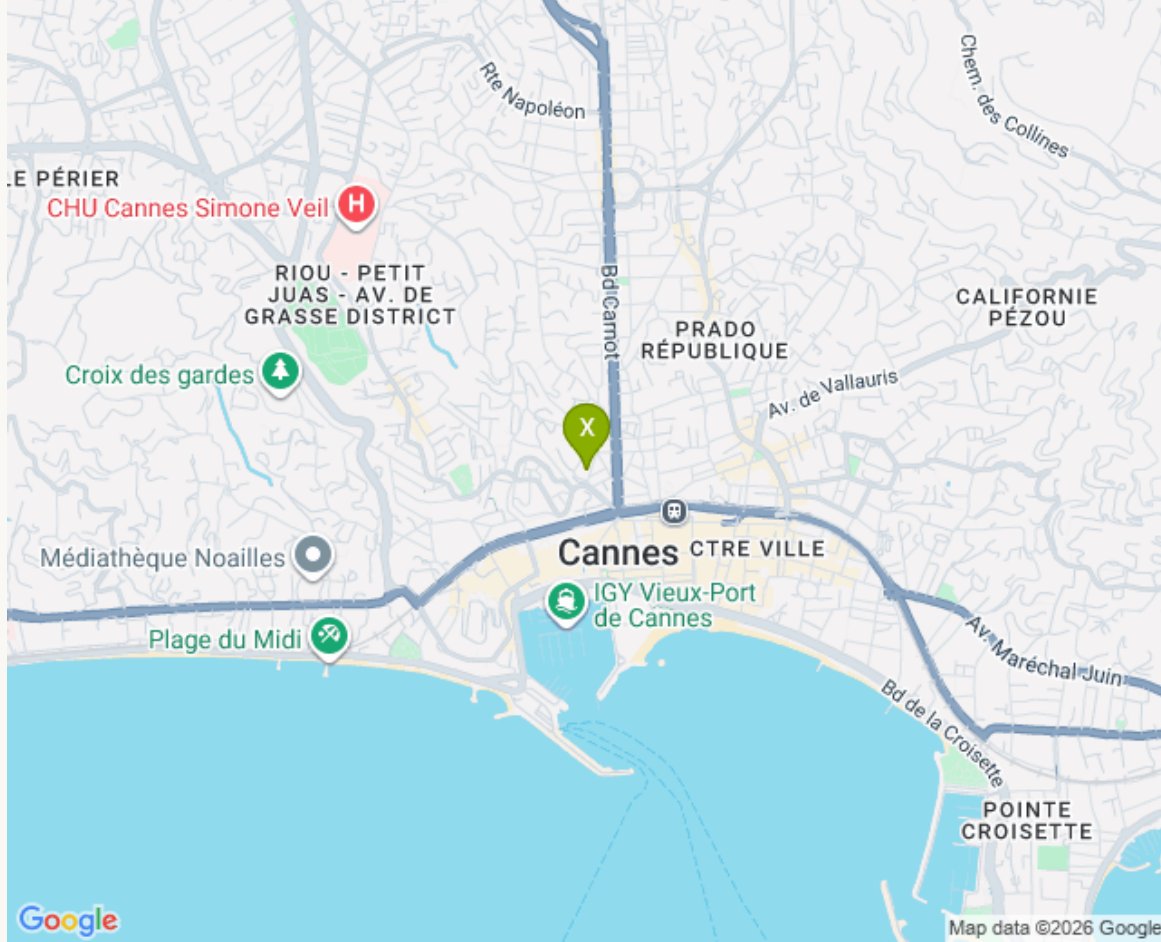 Rte Napoléon
Chem. des Collines
LE PÉRIER
CHU Cannes Simone Veil
H
RIOU - PETIT
JUAS - AV. DE
GRASSE DISTRICT
Bd Carnot
CALIFORNIE
PÉZOU
PRADO
RÉPUBLIQUE
Croix des gardes
Av. de Vallauris
X
Médiathèque Noailles
Cannes
CTRE VILLE
IGY Vieux-Port
de Cannes
Plage du Midi
Av. Maréchal Juin
Bd de la Croisette
POINTE
CROISETTE
Google
Map data ©2026 Google